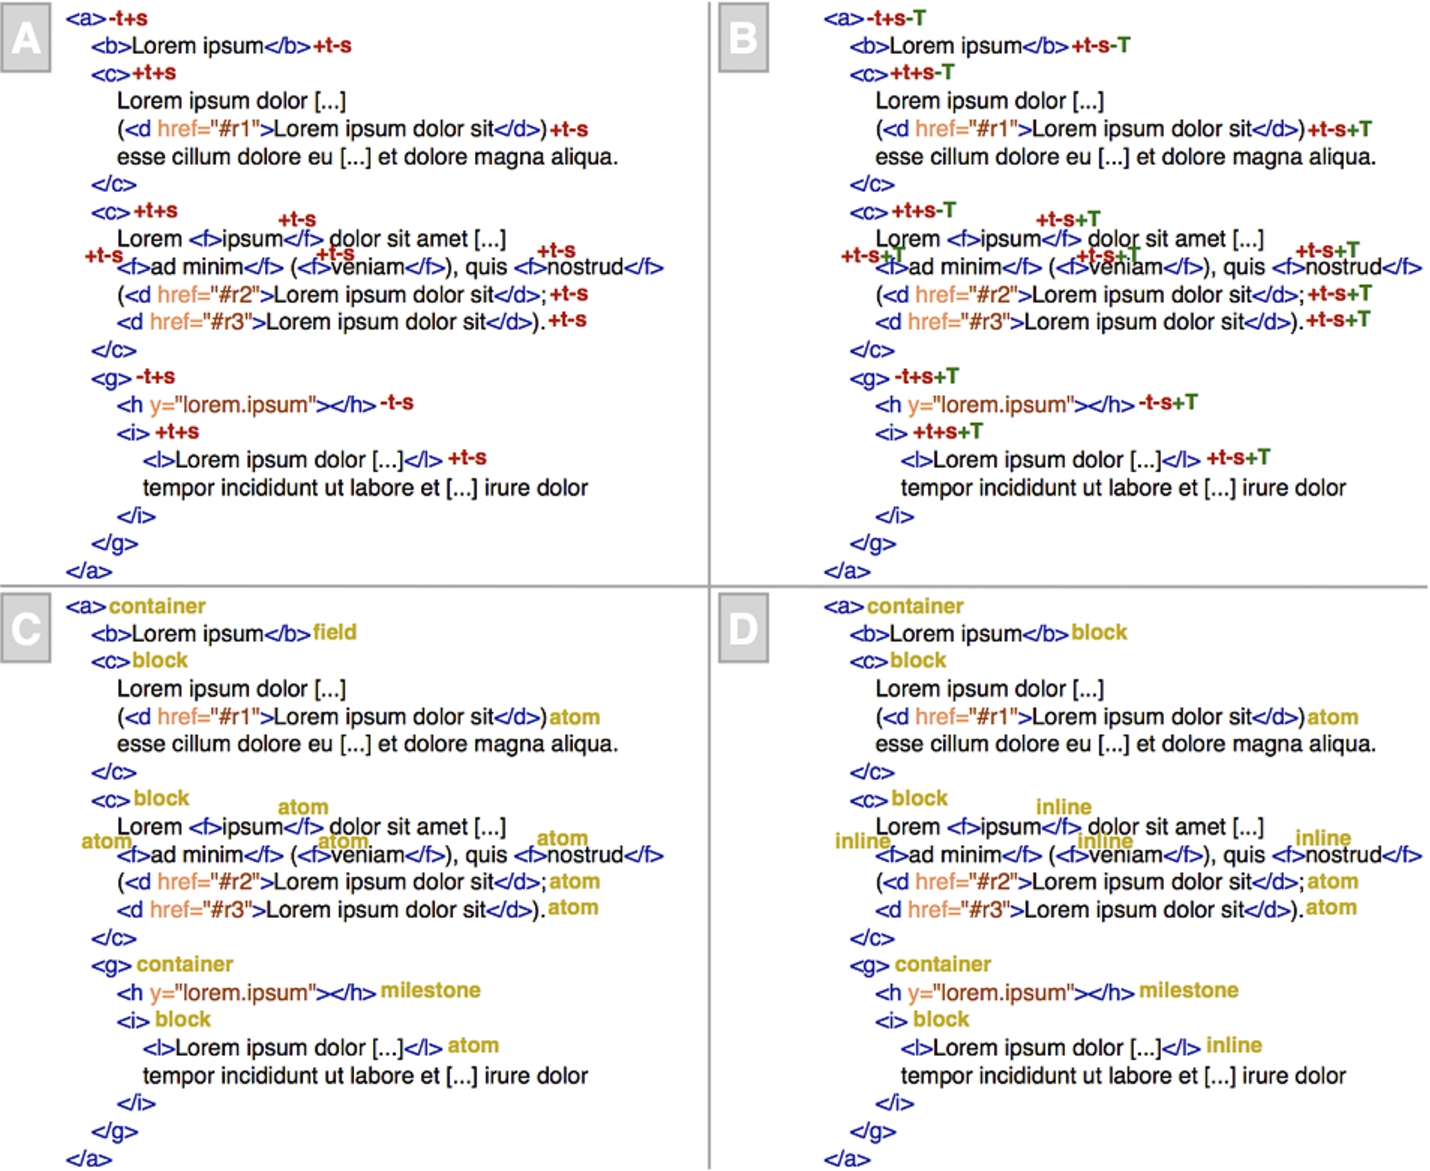 A
<a>-t+s
<b>Lorem ipsum</b>+t-s
<c>+t+s
Lorem ipsum dolor [...]
(<d href="#r1">Lorem ipsum dolor sit</d>)+t-s
esse cillum dolore eu [...] et dolore magna aliqua.
</c>
<c>+t+s
+t-s
Lorem <f>ipsum</f> dolor sit amet [...]
+t-s +t-s +t-s
<f>ad minim</f> (<f>veniam</f>), quis <f>nostrud</f>
(<d href="#r2">Lorem ipsum dolor sit</d>;+t-s
<d href="#r3">Lorem ipsum dolor sit</d>).+t-s
</c>
<g>-t+s
<h y="lorem.ipsum"></h>-t-s
<i>+t+s
<l>Lorem ipsum dolor [...]</l> +t-s
tempor incididunt ut labore et [...] irure dolor
</i>
</g>
</a>
B
<a>-t+s-T
<b>Lorem ipsum</b>+t-s-T
<c>+t+s-T
Lorem ipsum dolor [...]
(<d href="#r1">Lorem ipsum dolor sit</d>)+t-s+T
esse cillum dolore eu [...] et dolore magna aliqua.
</c>
<c>+t+s-T
+t-s+T
Lorem <f>ipsum</f> dolor sit amet [...]
+t-s+T +t-s+T +t-s+T
<f>ad minim</f> (<f>veniam</f>), quis <f>nostrud</f>
(<d href="#r2">Lorem ipsum dolor sit</d>;+t-s+T
<d href="#r3">Lorem ipsum dolor sit</d>).+t-s+T
</c>
<g>-t+s+T
<h y="lorem.ipsum"></h>-t-s+T
<i>+t+s+T
<l>Lorem ipsum dolor [...]</l> +t-s+T
tempor incididunt ut labore et [...] irure dolor
</i>
</g>
</a>
C
<a>container
<b>Lorem ipsum</b>field
<c>block
Lorem ipsum dolor [...]
(<d href="#r1">Lorem ipsum dolor sit</d>)atom
esse cillum dolore eu [...] et dolore magna aliqua.
</c>
<c>block
atom
Lorem <f>ipsum</f> dolor sit amet [...]
atom atom atom
<f>ad minim</f> (<f>veniam</f>), quis <f>nostrud</f>
(<d href="#r2">Lorem ipsum dolor sit</d>;atom
<d href="#r3">Lorem ipsum dolor sit</d>).atom
</c>
<g>container
<h y="lorem.ipsum"></h>milestone
<i>block
<l>Lorem ipsum dolor [...]</l> atom
tempor incididunt ut labore et [...] irure dolor
</i>
</g>
</a>
D
<a>container
<b>Lorem ipsum</b>block
<c>block
Lorem ipsum dolor [...]
(<d href="#r1">Lorem ipsum dolor sit</d>)atom
esse cillum dolore eu [...] et dolore magna aliqua.
</c>
<c>block
inline
Lorem <f>ipsum</f> dolor sit amet [...]
inline inline inline
<f>ad minim</f> (<f>veniam</f>), quis <f>nostrud</f>
(<d href="#r2">Lorem ipsum dolor sit</d>;atom
<d href="#r3">Lorem ipsum dolor sit</d>).atom
</c>
<g>container
<h y="lorem.ipsum"></h>milestone
<i>block
<l>Lorem ipsum dolor [...]</l> inline
tempor incididunt ut labore et [...] irure dolor
</i>
</g>
</a>